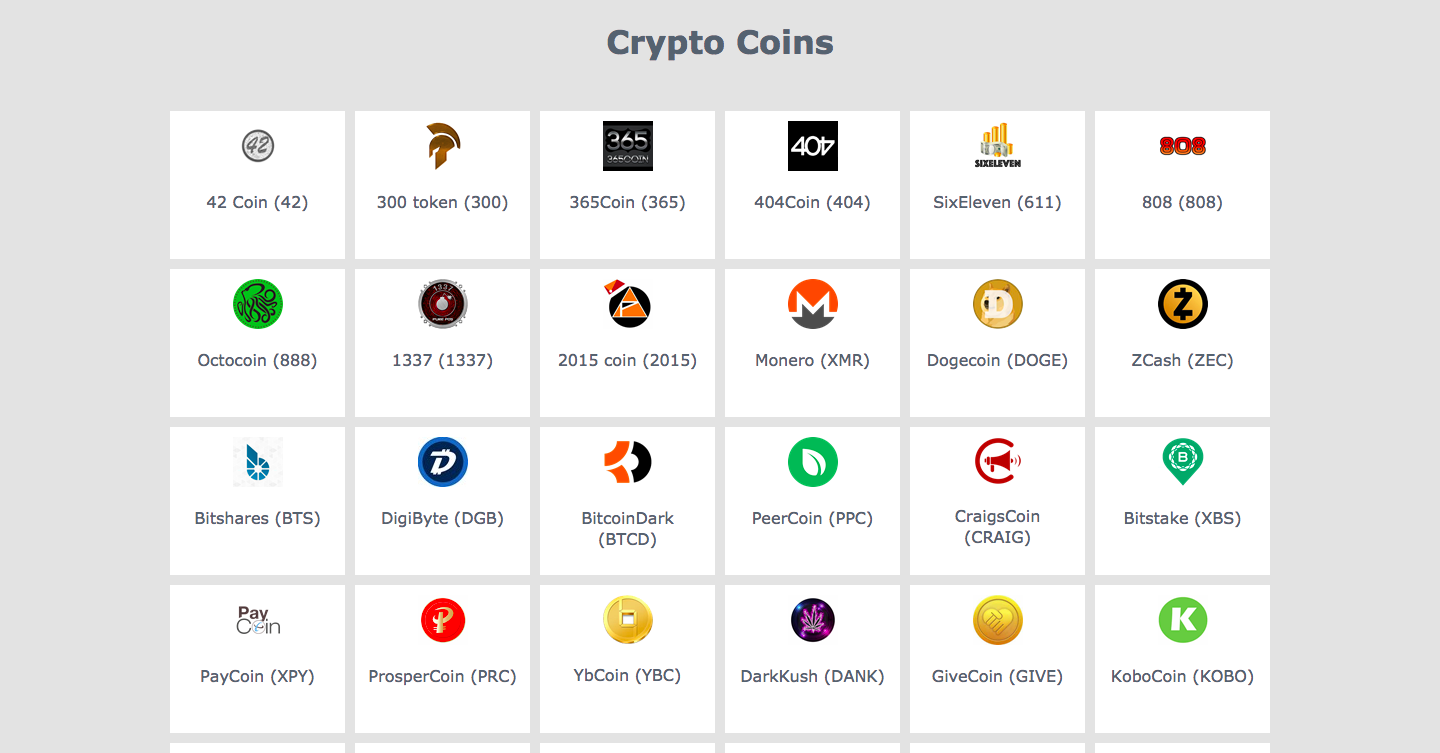 Crypto Coins
42
365
365COIN
404
SIXELEVEN
808
42 Coin (42)
300 token (300)
365Coin (365)
404Coin (404)
SixEleven (611)
808 (808)
1337
Octocoin (888)
1337 (1337)
2015 coin (2015)
Monero (XMR)
Dogecoin (DOGE)
ZCash (ZEC)
Bitshares (BTS)
DigiByte (DGB)
BitcoinDark
(BTCD)
PeerCoin (PPC)
CraigsCoin
(CRAIG)
Bitstake (XBS)
B
Pay
Coin
K
PayCoin (XPY)
ProsperCoin (PRC)
YbCoin (YBC)
DarkKush (DANK)
GiveCoin (GIVE)
KoboCoin (KOBO)